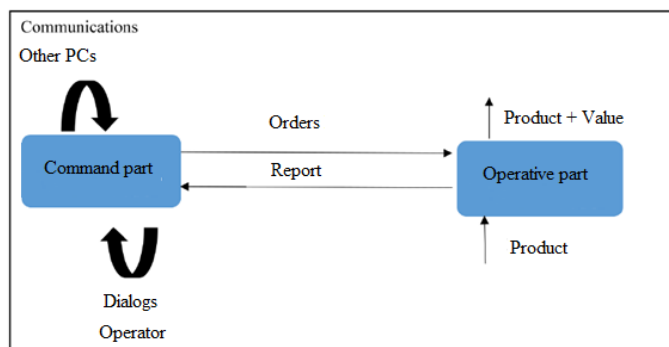 Communications
Other PCs
Orders
Product + Value
Command part
Report
Operative part
Product
Dialogs
Operator